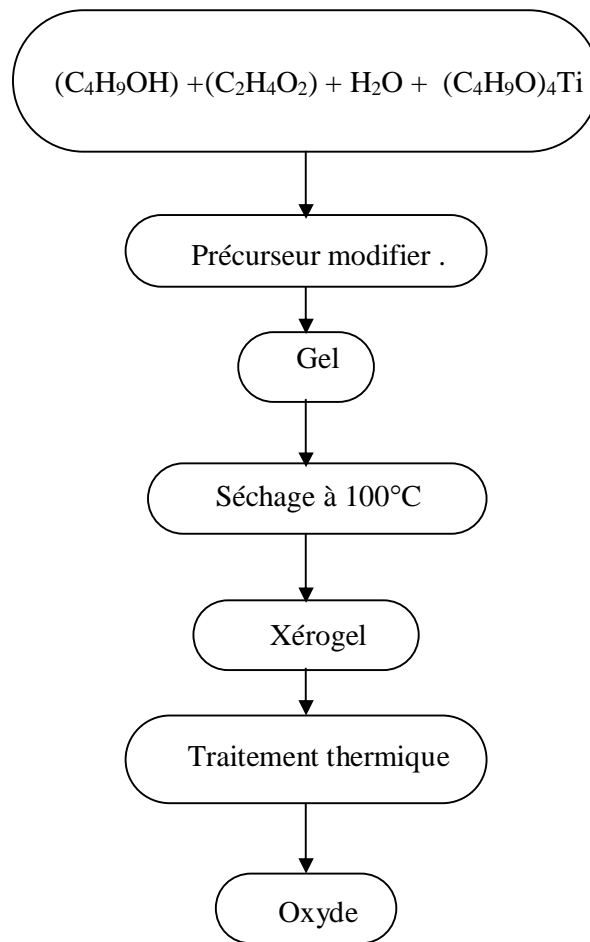 (C₄H₉OH) +(C₂H₄O₂) + H₂O + (C₄H₉O)₄Ti
Précurseur modifier .
Gel
Séchage à 100°C
Xérogel
Traitement thermique
Oxyde